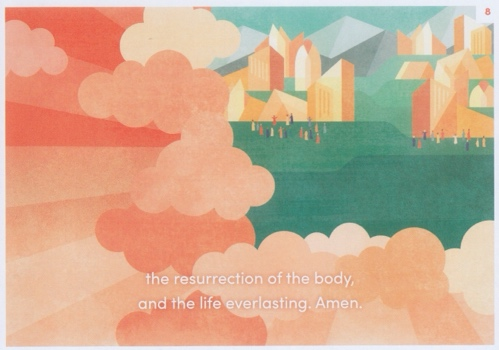 8
the resurrection of the body,
and the life everlasting. Amen.